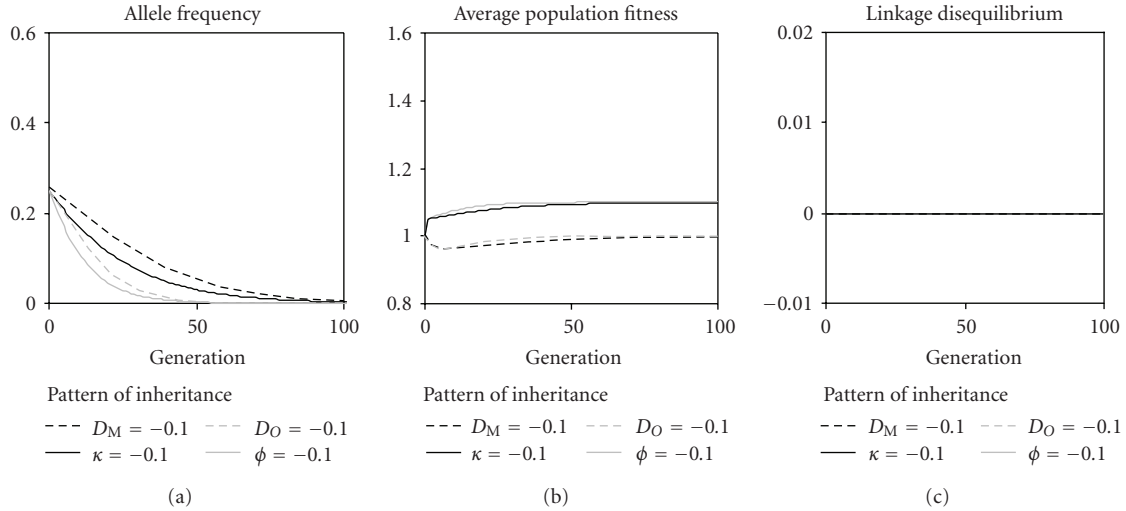 Allele frequency
0.6
0.4
0.2
0
0 50 100
Generation
Pattern of inheritance
D_M = −0.1 D_O = −0.1
κ = −0.1 ϕ = −0.1
(a)
Average population fitness
1.6
1.4
1.2
1
0.8
0 50 100
Generation
Pattern of inheritance
D_M = −0.1 D_O = −0.1
κ = −0.1 ϕ = −0.1
(b)
Linkage disequilibrium
0.02
0.01
0
−0.01
0 50 100
Generation
Pattern of inheritance
D_M = −0.1 D_O = −0.1
κ = −0.1 ϕ = −0.1
(c)